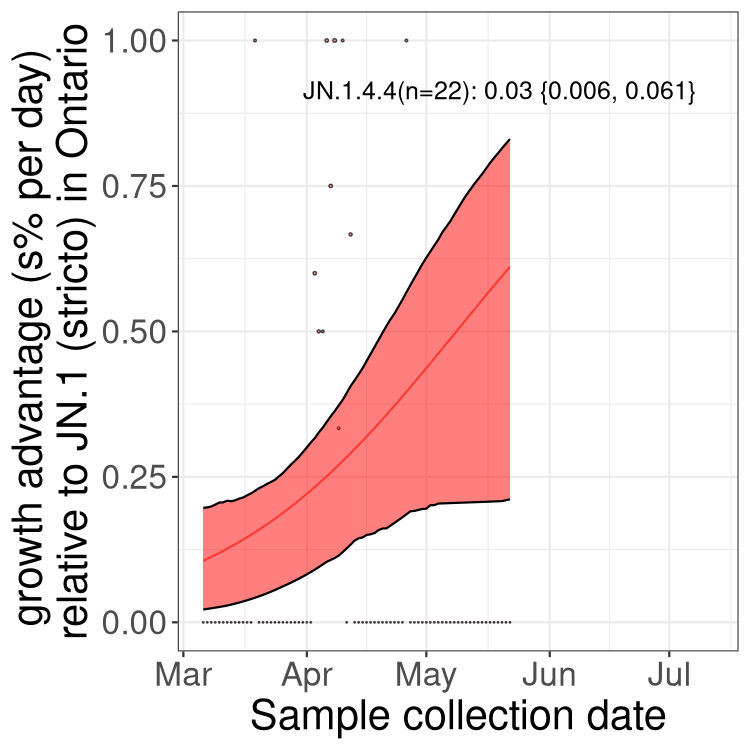 growth advantage (s% per day)
relative to JN.1 (stricto) in Ontario
1.00
0.75
0.50
0.25
0.00
JN.1.4.4(n=22): 0.03 {0.006, 0.061}
Mar Apr May Jun Jul
Sample collection date